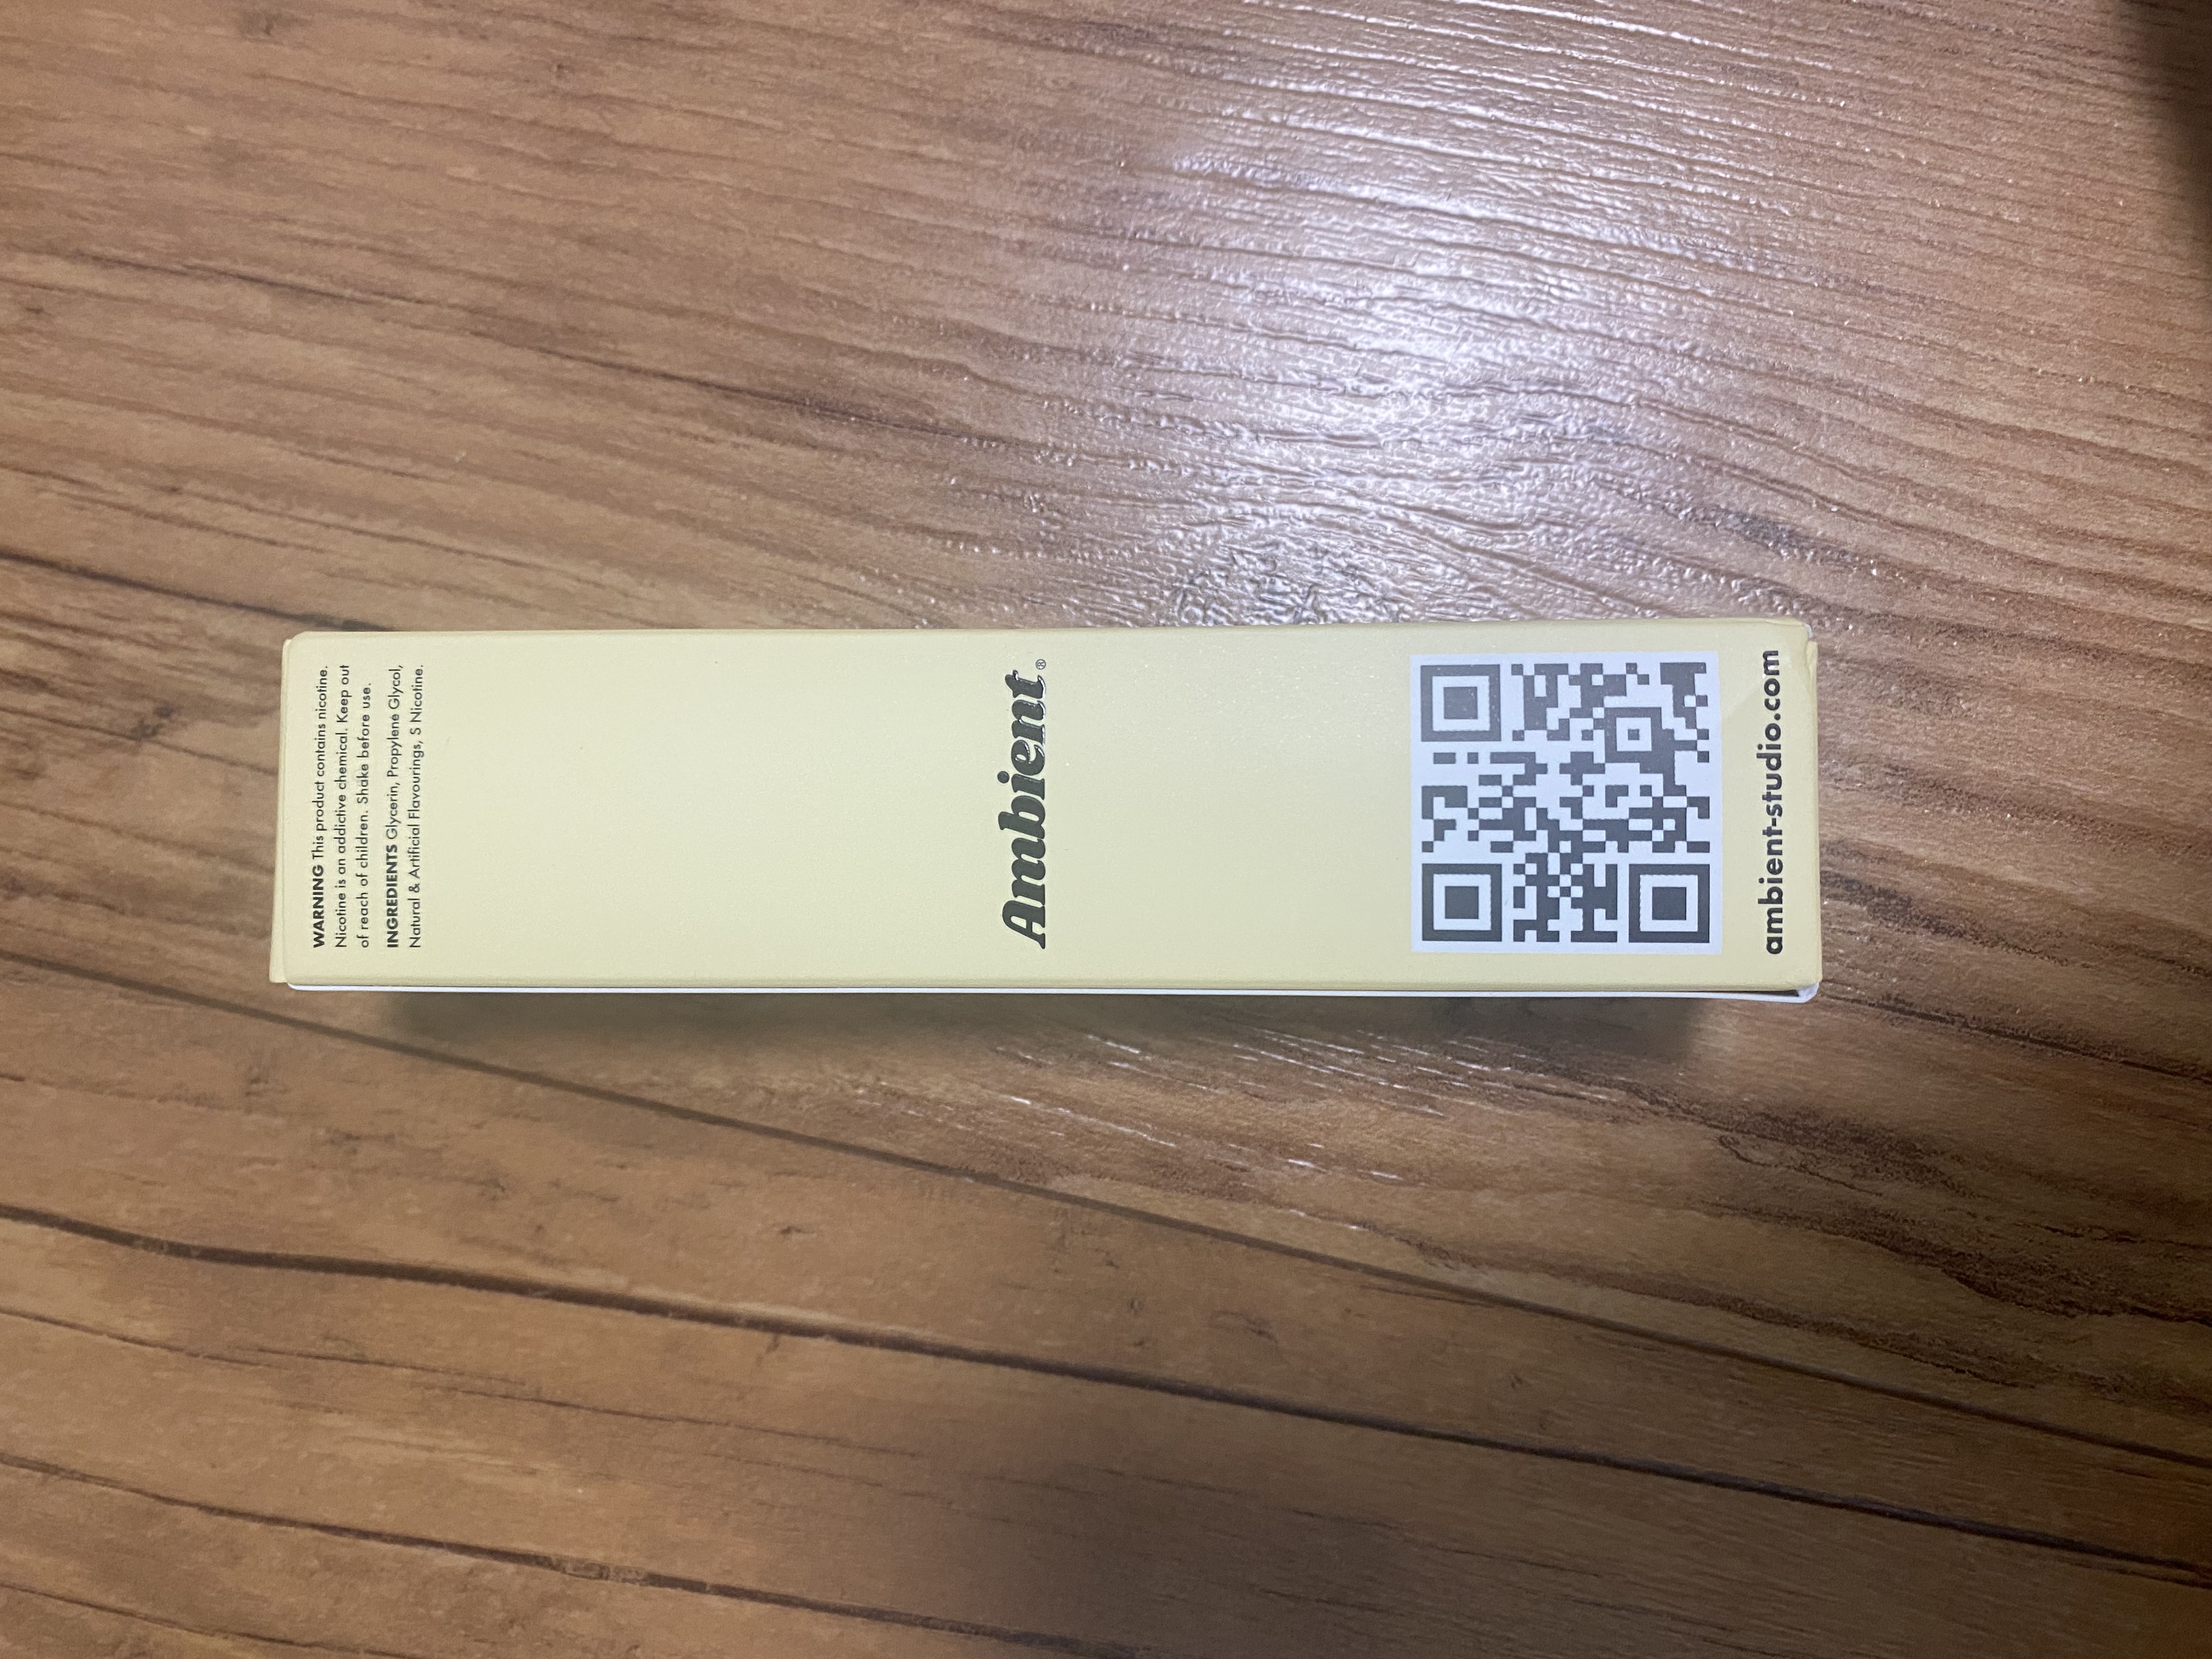 WARNING This product contains nicotine.
Nicotine is an addictive chemical. Keep out
of reach of children. Shake before use.
INGREDIENTS Glycerin, Propylene Glycol,
Natural & Artificial Flavourings, S Nicotine.
Ambient®
ambient-studio.com